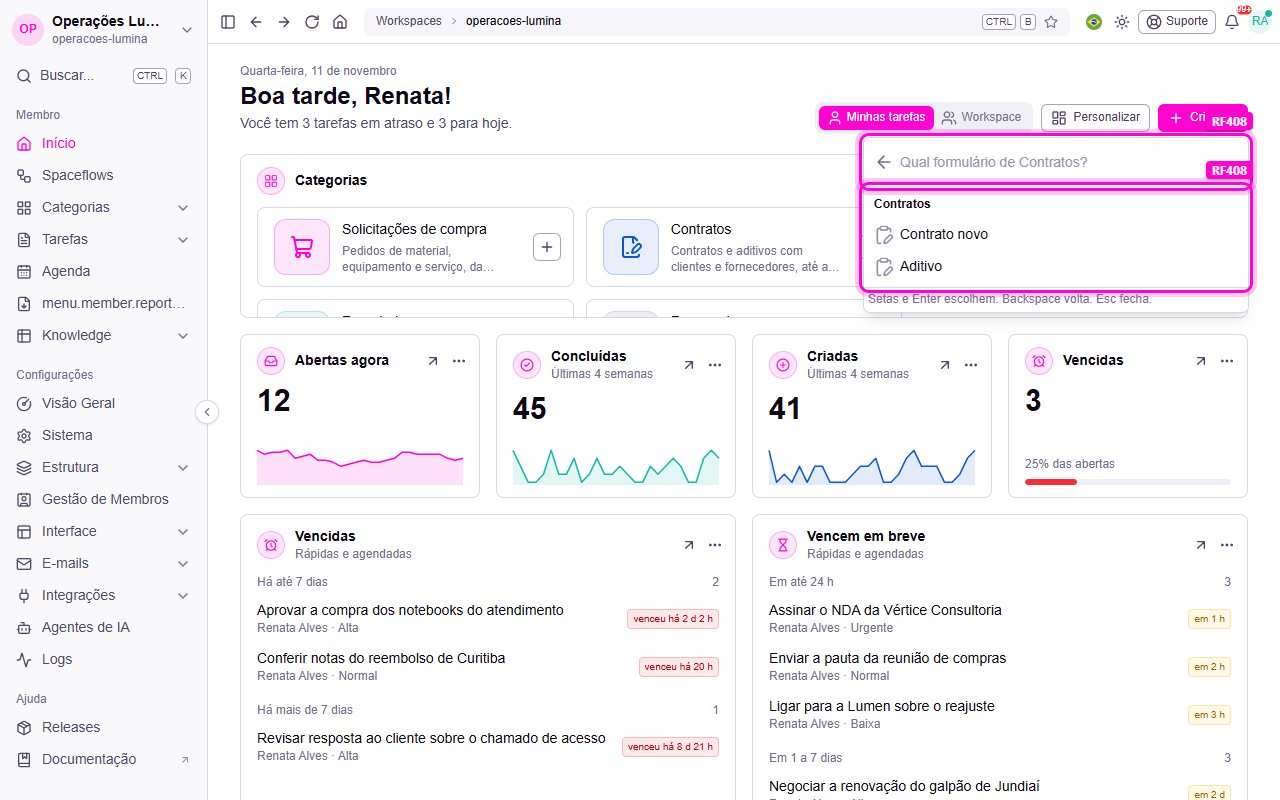 OP
Operações Lu...
operacoes-lumina
Buscar...
CTRL K
Membro
Início
Spaceflows
Categorias
Tarefas
Agenda
menu.member.report...
Knowledge
Configurações
Visão Geral
Sistema
Estrutura
Gestão de Membros
Interface
E-mails
Integrações
Agentes de IA
Logs
Ajuda
Releases
Documentação
Workspaces > operacoes-lumina
CTRL B
Suporte
99+
RA
Quarta-feira, 11 de novembro
Boa tarde, Renata!
Você tem 3 tarefas em atraso e 3 para hoje.
Minhas tarefas
Workspace
Personalizar
RF408
Qual formulário de Contratos?
RF408
Contratos
Contrato novo
Aditivo
Setas e Enter escolhem. Backspace volta. Esc fecha.
Categorias
Solicitações de compra
Pedidos de material,
equipamento e serviço, da...
Contratos
Contratos e aditivos com
clientes e fornecedores, até a...
Abertas agora
12
Concluídas
Últimas 4 semanas
45
Criadas
Últimas 4 semanas
41
Vencidas
3
25% das abertas
Vencidas
Rápidas e agendadas
Há até 7 dias 2
Aprovar a compra dos notebooks do atendimento
Renata Alves · Alta
venceu há 2 d 2 h
Conferir notas do reembolso de Curitiba
Renata Alves · Normal
venceu há 20 h
Há mais de 7 dias 1
Revisar resposta ao cliente sobre o chamado de acesso
Renata Alves · Alta
venceu há 8 d 21 h
Vencem em breve
Rápidas e agendadas
Em até 24 h 3
Assinar o NDA da Vértice Consultoria
Renata Alves · Urgente
em 1 h
Enviar a pauta da reunião de compras
Renata Alves · Normal
em 2 h
Ligar para a Lumen sobre o reajuste
Renata Alves · Baixa
em 3 h
Em 1 a 7 dias 3
Negociar a renovação do galpão de Jundiaí
em 2 d